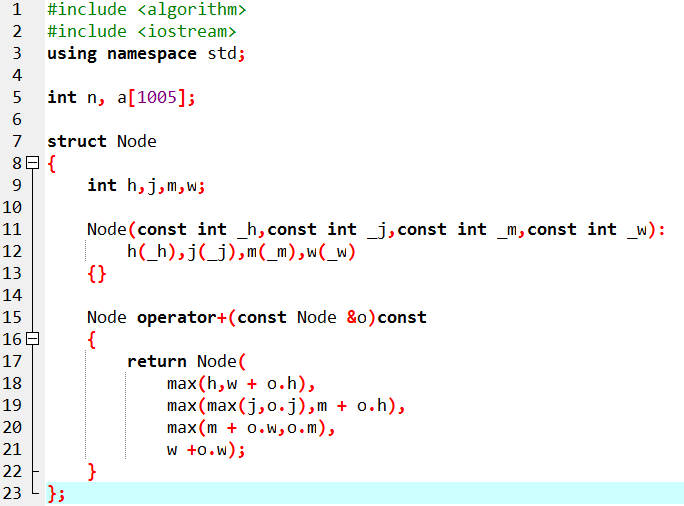 1 #include <algorithm>
2 #include <iostream>
3 using namespace std;
4
5 int n, a[1005];
6
7 struct Node
8 {
9     int h,j,m,w;
10
11     Node(const int _h,const int _j,const int _m,const int _w):
12         h(_h),j(_j),m(_m),w(_w)
13     {}
14
15     Node operator+(const Node &o)const
16     {
17         return Node(
18             max(h,w + o.h),
19             max(max(j,o.j),m + o.h),
20             max(m + o.w,o.m),
21             w +o.w);
22     }
23 };